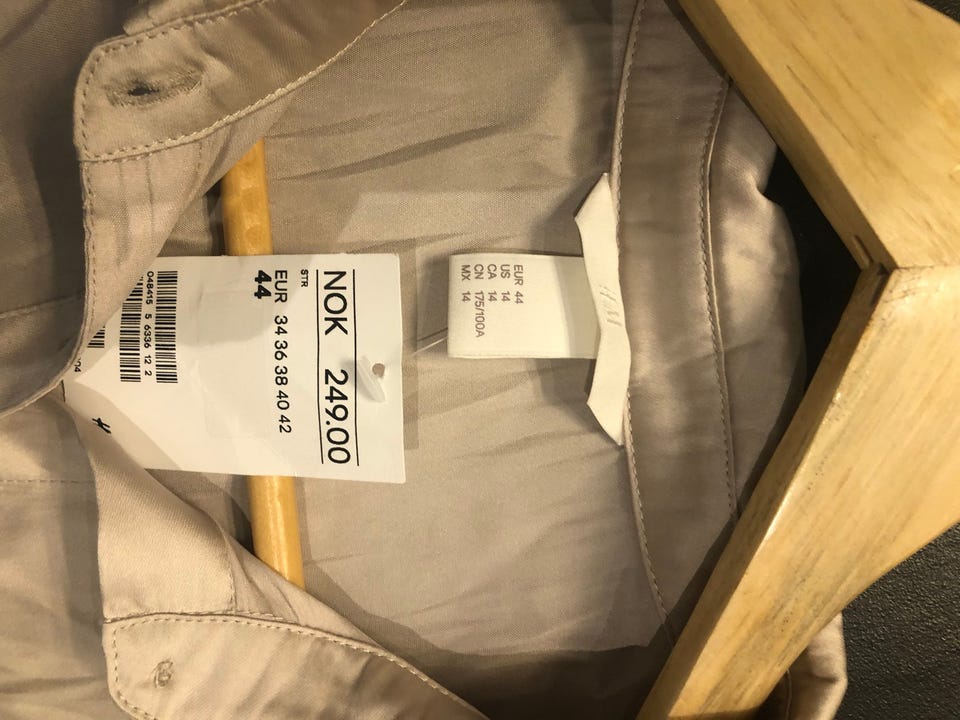 NOK 249.00
STR
EUR 34 36 38 40 42
44
048415 5 6336 12 2
H&M
EUR 44
US 14
CA 14
CN 175/100A
MX 14